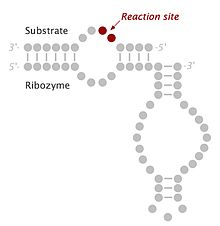 Reaction site
Substrate
3'- -5'
5'- -3'
Ribozyme